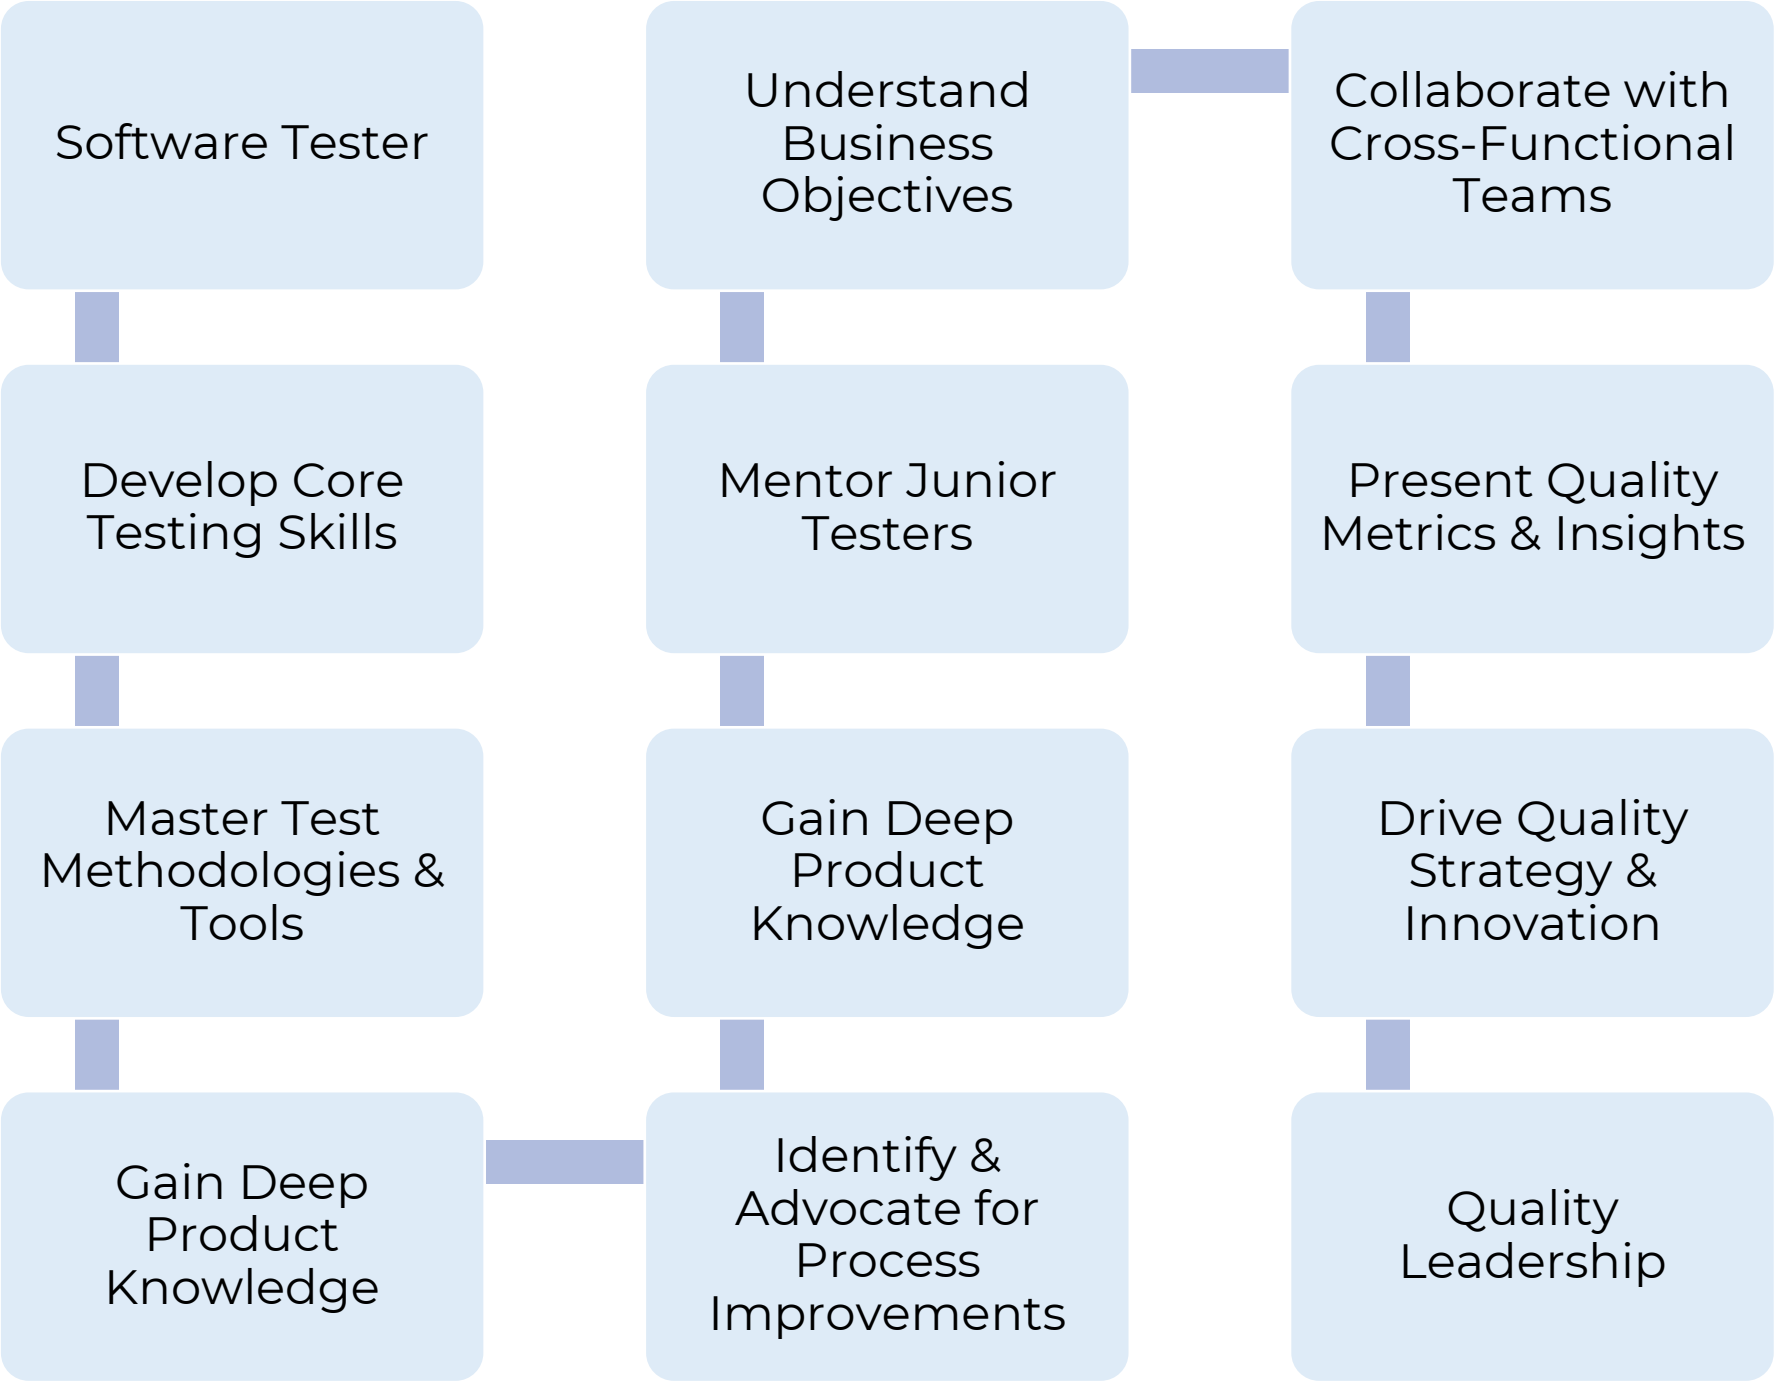 Software Tester
Develop Core
Testing Skills
Master Test
Methodologies &
Tools
Gain Deep
Product
Knowledge
Identify &
Advocate for
Process
Improvements
Gain Deep
Product
Knowledge
Mentor Junior
Testers
Understand
Business
Objectives
Collaborate with
Cross-Functional
Teams
Present Quality
Metrics & Insights
Drive Quality
Strategy &
Innovation
Quality
Leadership